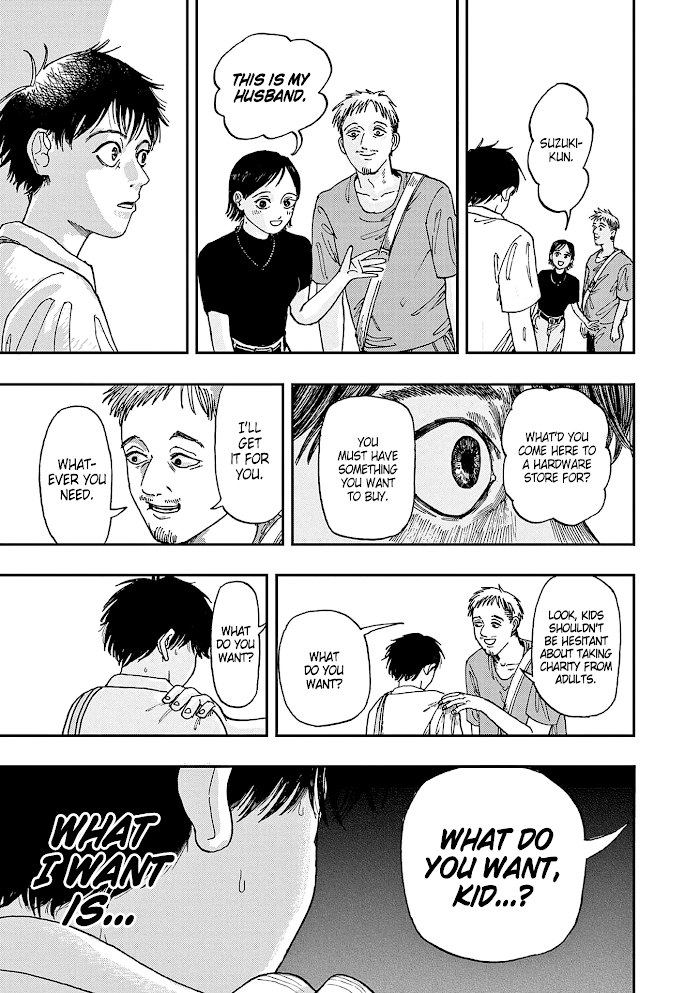 SUZUKI-
KUN.
THIS IS MY
HUSBAND.
WHAT'D YOU
COME HERE TO
A HARDWARE
STORE FOR?
YOU
MUST HAVE
SOMETHING
YOU WANT
TO BUY.
I'LL
GET
IT FOR
YOU.
WHAT-
EVER YOU
NEED.
LOOK, KIDS
SHOULDN'T
BE HESITANT
ABOUT TAKING
CHARITY FROM
ADULTS.
WHAT
DO YOU
WANT?
WHAT
DO YOU
WANT?
WHAT DO
YOU WANT,
KID...?
WHAT
I WANT
IS...